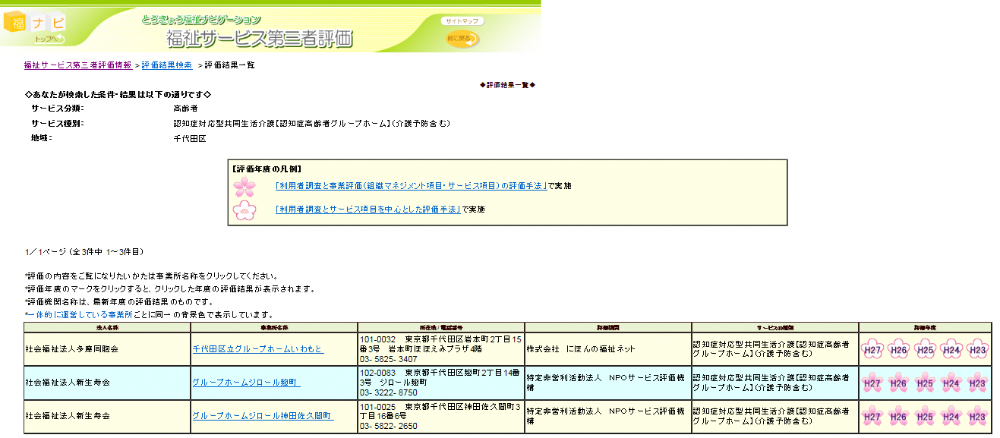 福 ナ ビ
トップへ
とうきょう福祉ナビゲーション
福祉サービス第三者評価
サイトマップ
前に戻る
福祉サービス第三者評価情報 > 評価結果検索 >評価結果一覧
◆評価結果一覧◆
◇あなたが検索した条件・結果は以下の通りです◇
サービス分類： 高齢者
サービス種別： 認知症対応型共同生活介護【認知症高齢者グループホーム】（介護予防含む）
地域： 千代田区
【評価年度の凡例】
「利用者調査と事業評価（組織マネジメント項目・サービス項目）の評価手法」で実施
「利用者調査とサービス項目を中心とした評価手法」で実施
1／1ページ（全3件中 1～3件目）
*評価の内容をご覧になりたいかたは事業所名称をクリックしてください。
*評価年度のマークをクリックすると、クリックした年度の評価結果が表示されます。
*評価機関名称は、最新年度の評価結果のものです。
*一体的に運営している事業所ごとに同一の背景色で表示しています。
法人名称 事業所名称 所在地/電話番号 評価機関 サービスの種類 評価年度
社会福祉法人多摩同胞会
千代田区立グループホームいわもと
101-0032　東京都千代田区岩本町2丁目15
番3号　岩本町ほほえみプラザ4階
03- 5825- 3407
株式会社　にほんの福祉ネット
認知症対応型共同生活介護【認知症高齢者
グループホーム】（介護予防含む）
H27 H26 H25 H24 H23
社会福祉法人新生寿会
グループホームジロール麹町
102-0083　東京都千代田区麹町2丁目14番
3号　ジロール麹町
03- 3222- 8750
特定非営利活動法人　NPOサービス評価機
構
認知症対応型共同生活介護【認知症高齢者
グループホーム】（介護予防含む）
H27 H26 H25 H24 H23
社会福祉法人新生寿会
グループホームジロール神田佐久間町
101-0025　東京都千代田区神田佐久間町3
丁目16番6号
03- 5822- 2650
特定非営利活動法人　NPOサービス評価機
構
認知症対応型共同生活介護【認知症高齢者
グループホーム】（介護予防含む）
H27 H26 H25 H24 H23